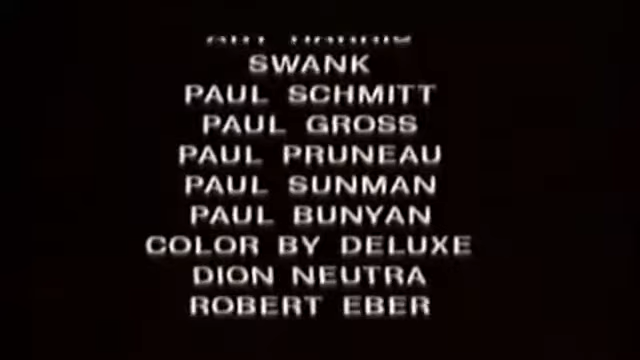 SWANK
PAUL SCHMITT
PAUL GROSS
PAUL PRUNEAU
PAUL SUNMAN
PAUL BUNYAN
COLOR BY DELUXE
DION NEUTRA
ROBERT EBER